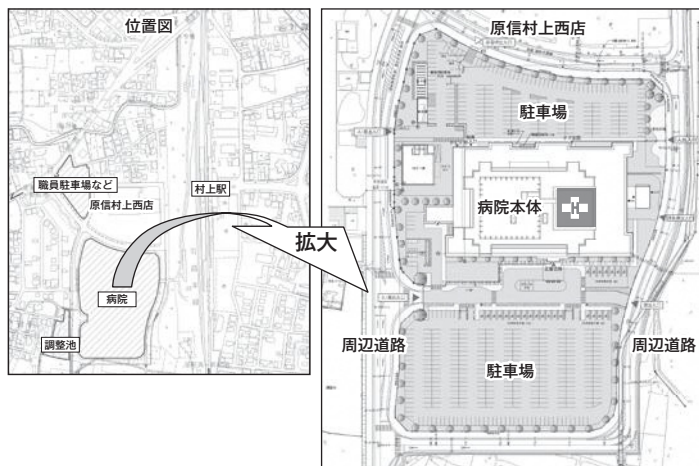 位置図
職員駐車場など
原信村上西店
村上駅
病院
調整池
拡大
原信村上西店
駐車場
病院本体
周辺道路
駐車場
周辺道路